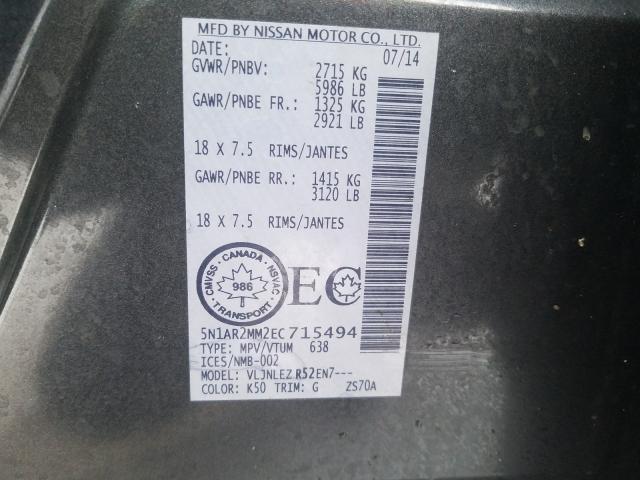 MFD BY NISSAN MOTOR CO., LTD.
DATE: 07/14
GVWR/PNBV: 2715 KG
5986 LB
GAWR/PNBE FR.: 1325 KG
2921 LB
18 X 7.5 RIMS/JANTES
GAWR/PNBE RR.: 1415 KG
3120 LB
18 X 7.5 RIMS/JANTES
CMVSS · CANADA · NSVAC
986
TRANSPORT
EC
5N1AR2MM2EC715494
TYPE: MPV/VTUM 638
ICES/NMB-002
MODEL: VLJNLEZ R52EN7---
COLOR: K50 TRIM: G ZS70A